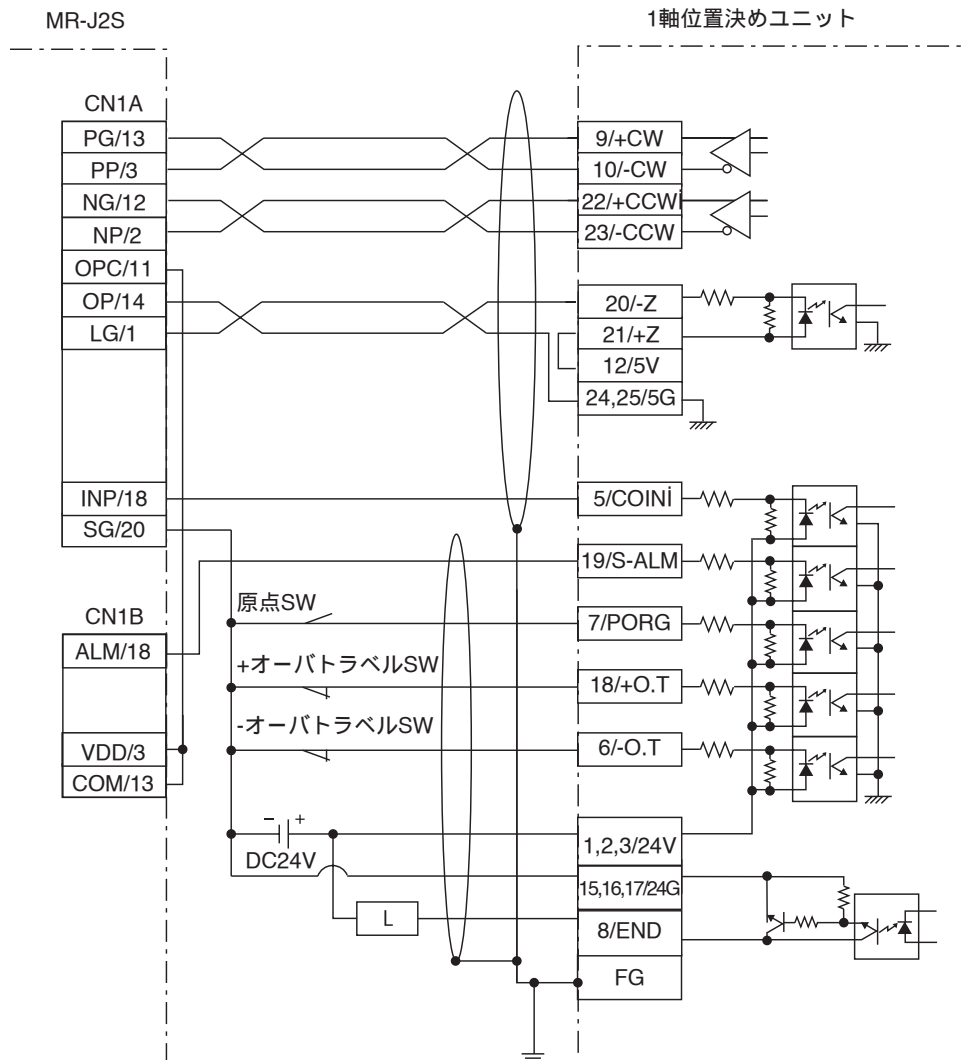 MR-J2S
1軸位置決めユニット
CN1A
PG/13
PP/3
NG/12
NP/2
OPC/11
OP/14
LG/1
INP/18
SG/20
CN1B
ALM/18
VDD/3
COM/13
原点SW
+オーバトラベルSW
-オーバトラベルSW
- +
DC24V
L
9/+CW
10/-CW
22/+CCWİ
23/-CCW
20/-Z
21/+Z
12/5V
24,25/5G
5/COINİ
19/S-ALM
7/PORG
18/+O.T
6/-O.T
1,2,3/24V
15,16,17/24G
8/END
FG